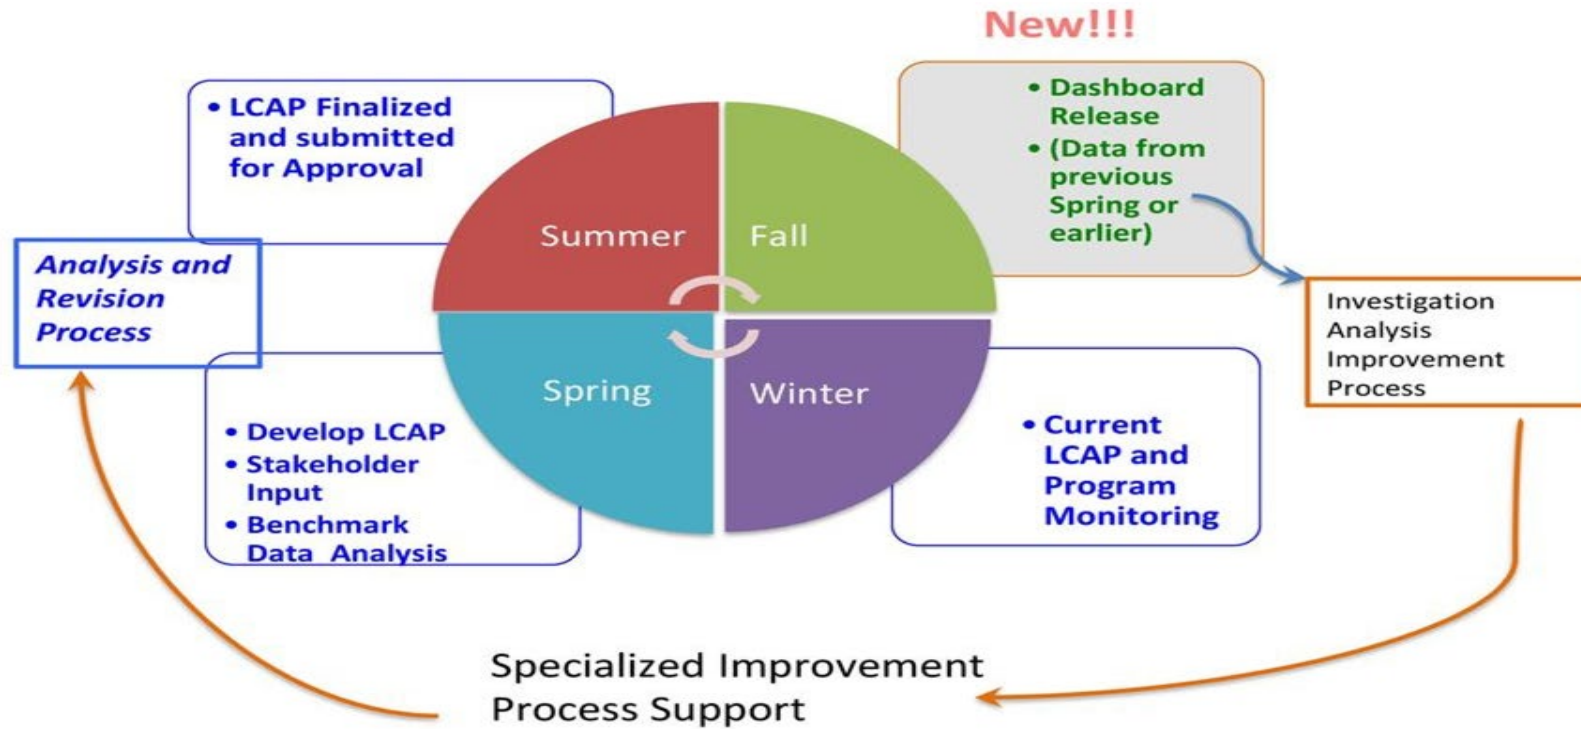 New!!!
• LCAP Finalized
and submitted
for Approval
• Dashboard
Release
• (Data from
previous
Spring or
earlier)
Summer
Fall
Analysis and
Revision
Process
Investigation
Analysis
Improvement
Process
Spring
Winter
• Develop LCAP
• Stakeholder
Input
• Benchmark
Data Analysis
• Current
LCAP and
Program
Monitoring
Specialized Improvement
Process Support